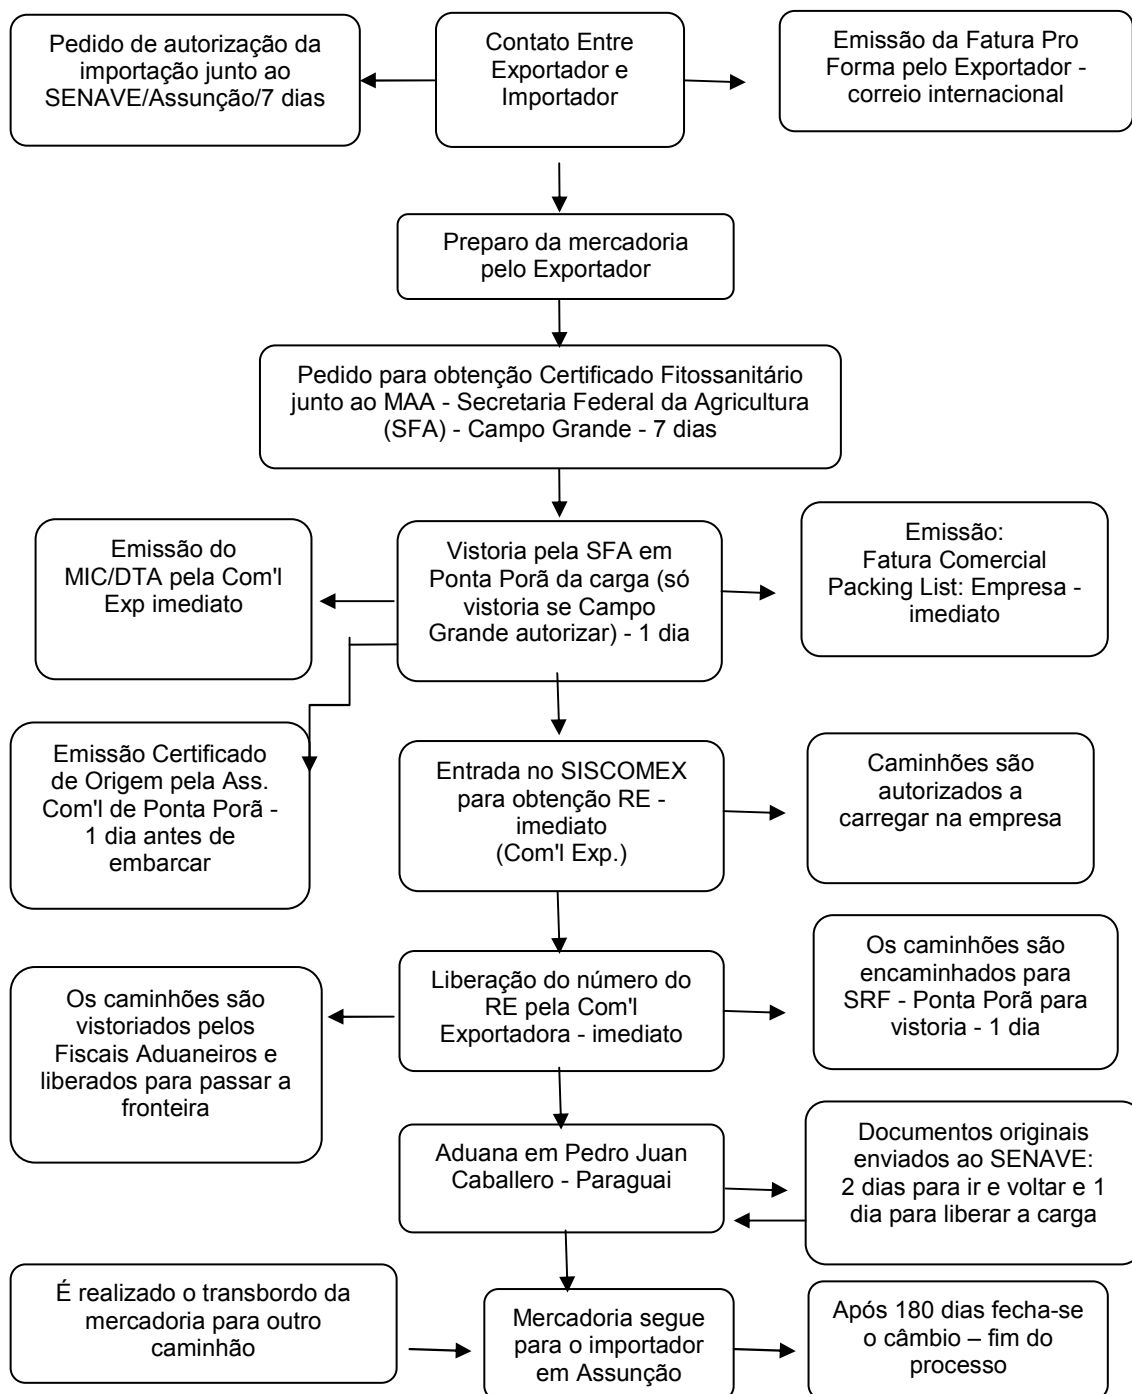 Pedido de autorização da
importação junto ao
SENAVE/Assunção/7 dias
Contato Entre
Exportador e
Importador
Emissão da Fatura Pro
Forma pelo Exportador -
correio internacional
Preparo da mercadoria
pelo Exportador
Pedido para obtenção Certificado Fitossanitário
junto ao MAA - Secretaria Federal da Agricultura
(SFA) - Campo Grande - 7 dias
Emissão do
MIC/DTA pela Com'l
Exp imediato
Vistoria pela SFA em
Ponta Porã da carga (só
vistoria se Campo
Grande autorizar) - 1 dia
Emissão:
Fatura Comercial
Packing List: Empresa -
imediato
Emissão Certificado
de Origem pela Ass.
Com'l de Ponta Porã -
1 dia antes de
embarcar
Entrada no SISCOMEX
para obtenção RE -
imediato
(Com'l Exp.)
Caminhões são
autorizados a
carregar na empresa
Os caminhões são
vistoriados pelos
Fiscais Aduaneiros e
liberados para passar a
fronteira
Liberação do número do
RE pela Com'l
Exportadora - imediato
Os caminhões são
encaminhados para
SRF - Ponta Porã para
vistoria - 1 dia
Aduana em Pedro Juan
Caballero - Paraguai
Documentos originais
enviados ao SENAVE:
2 dias para ir e voltar e 1
dia para liberar a carga
É realizado o transbordo da
mercadoria para outro
caminhão
Mercadoria segue
para o importador
em Assunção
Após 180 dias fecha-se
o câmbio – fim do
processo